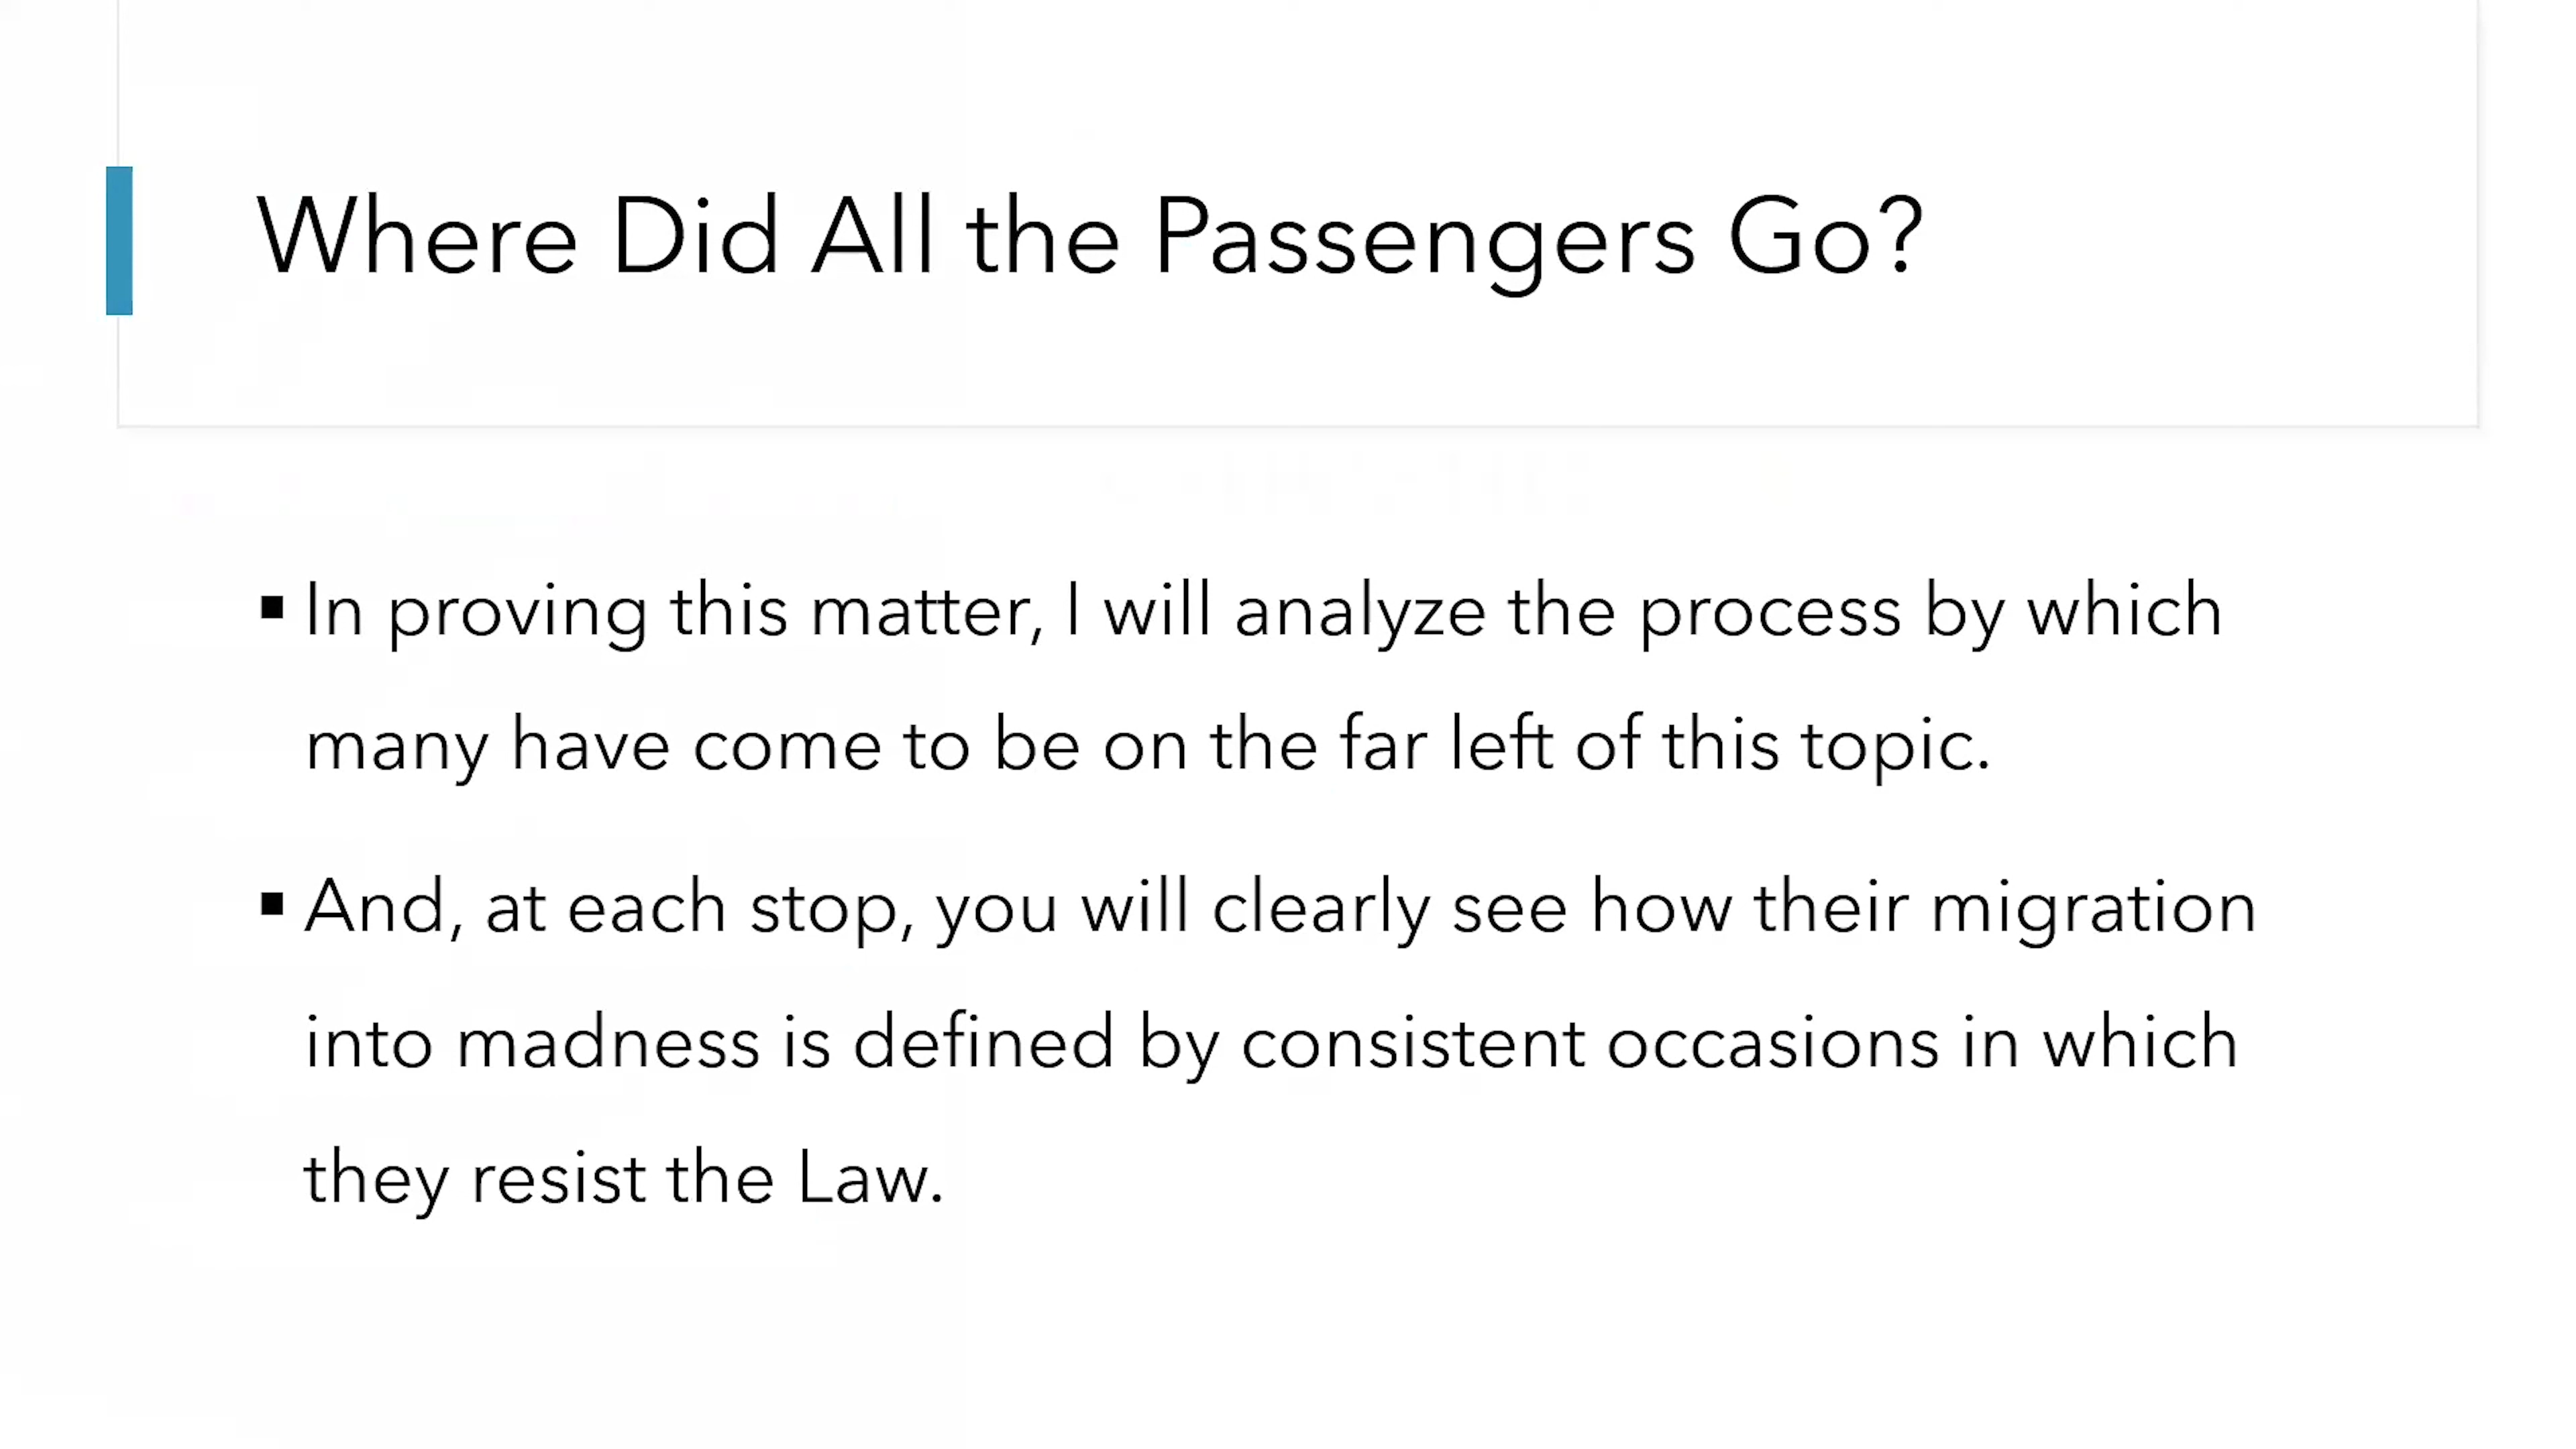 Where Did All the Passengers Go?
▪ In proving this matter, I will analyze the process by which
many have come to be on the far left of this topic.
▪ And, at each stop, you will clearly see how their migration
into madness is defined by consistent occasions in which
they resist the Law.